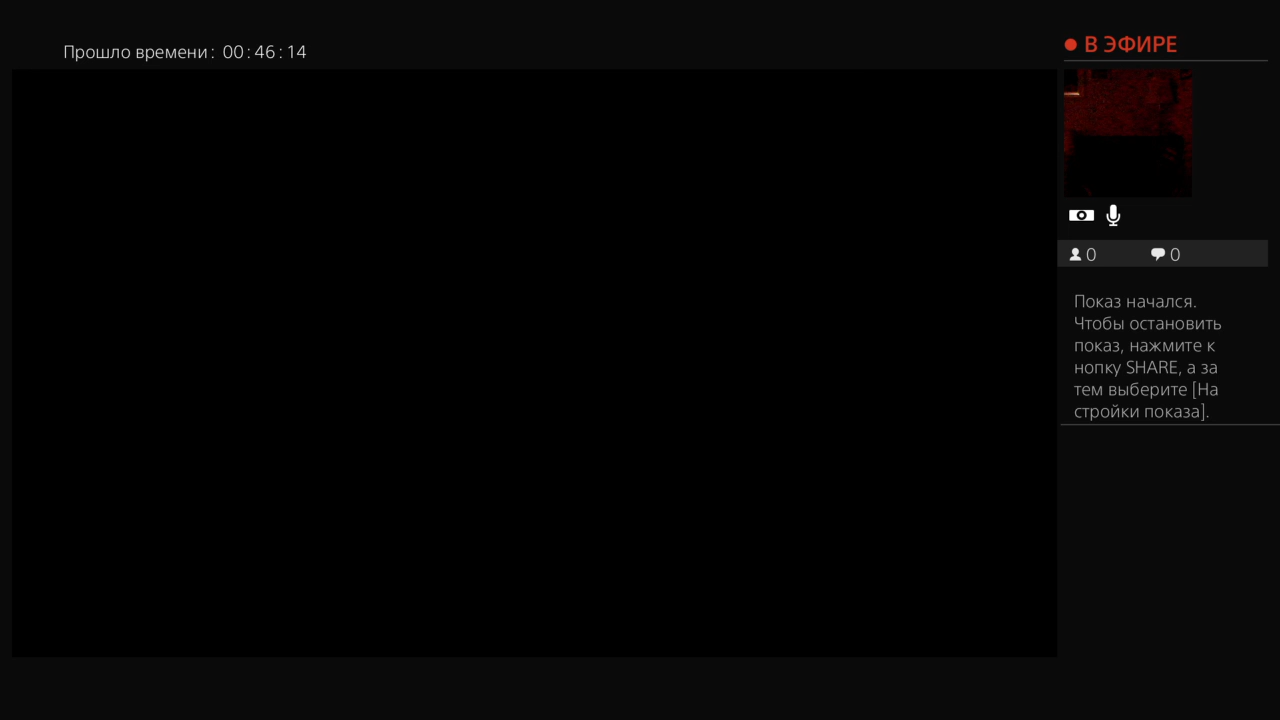 Прошло времени: 00:46:14
В ЭФИРЕ
0 0
Показ начался.
Чтобы остановить
показ, нажмите к
нопку SHARE, а за
тем выберите [На
стройки показа].